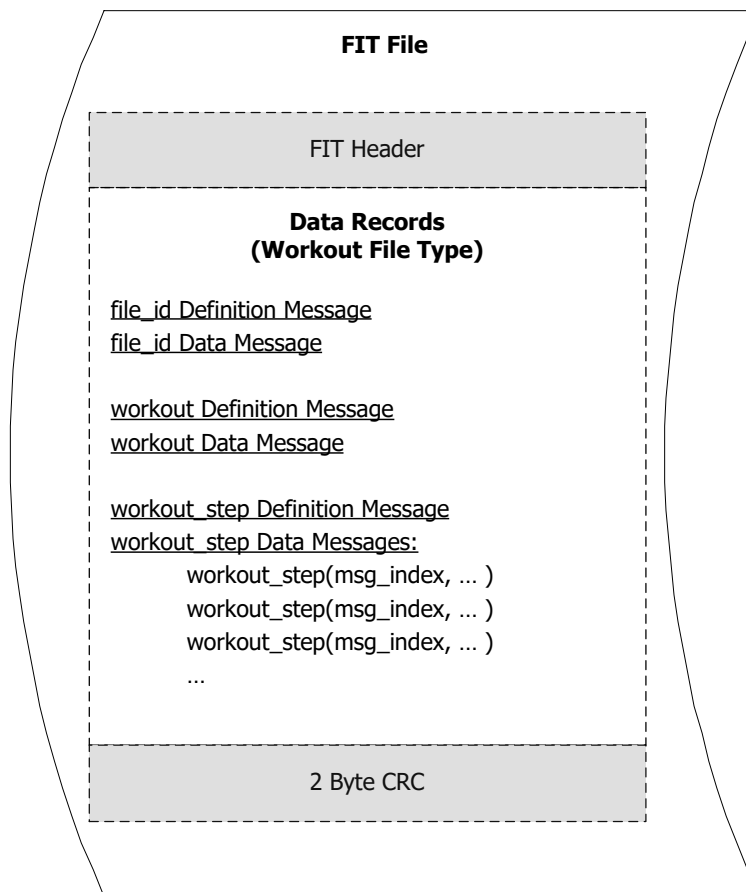 FIT File
FIT Header
Data Records
(Workout File Type)
file_id Definition Message
file_id Data Message
workout Definition Message
workout Data Message
workout_step Definition Message
workout_step Data Messages:
workout_step(msg_index, … )
workout_step(msg_index, … )
workout_step(msg_index, … )
…
2 Byte CRC